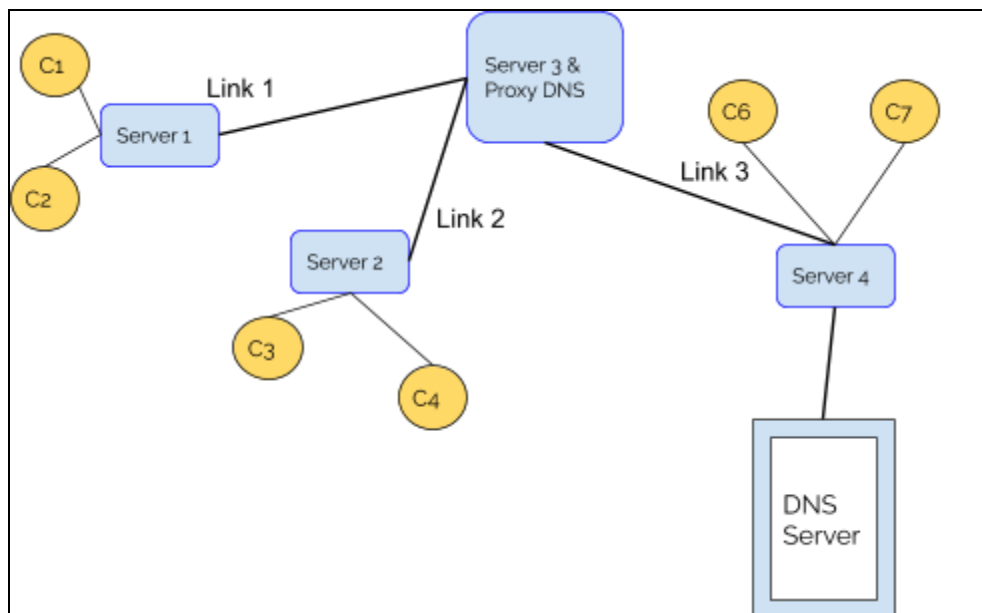 C1
Link 1
Server 3 &
Proxy DNS
C6
C7
Server 1
Link 3
C2
Link 2
Server 2
Server 4
C3
C4
DNS
Server